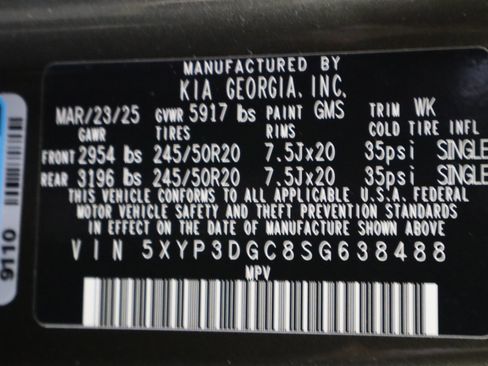 MANUFACTURED BY
KIA GEORGIA, INC.
MAR/23/25 GVWR 5917 lbs PAINT GMS TRIM WK
GAWR TIRES RIMS COLD TIRE INFL
FRONT 2954 lbs 245/50R20 7.5Jx20 35psi SINGLE
REAR 3196 lbs 245/50R20 7.5Jx20 35psi SINGLE
THIS VEHICLE CONFORMS TO ALL APPLICABLE U.S.A. FEDERAL
MOTOR VEHICLE SAFETY AND THEFT PREVENTION STANDARDS
IN EFFECT ON THE DATE OF MANUFACTURE SHOWN ABOVE
VIN 5XYP3DGC8SG638488
MPV
9110